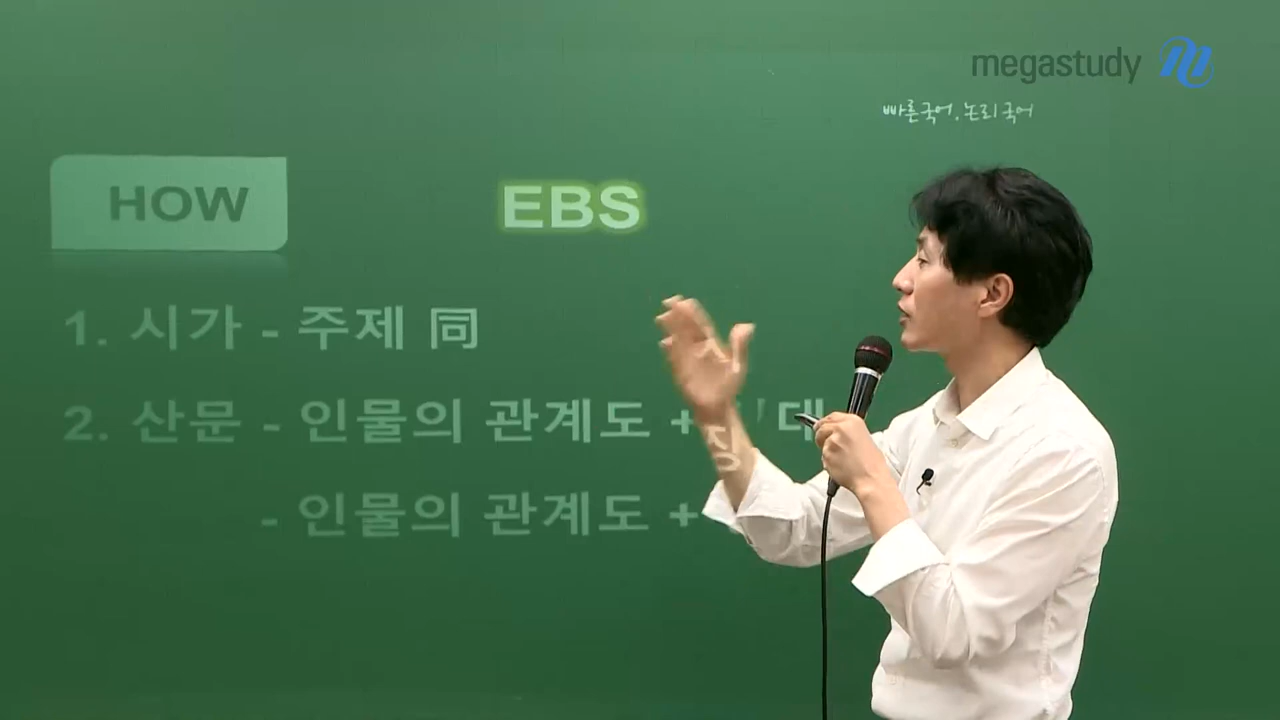 megastudy
빠른국어. 논리국어
HOW
EBS
1. 시가 - 주제 同
2. 산문 - 인물의 관계도 +
- 인물의 관계도 +